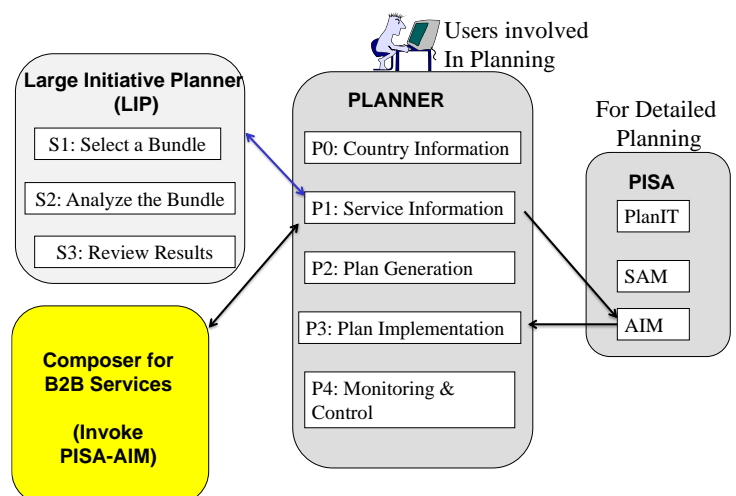 Users involved
In Planning
Large Initiative Planner
(LIP)
S1: Select a Bundle
S2: Analyze the Bundle
S3: Review Results
PLANNER
P0: Country Information
P1: Service Information
P2: Plan Generation
P3: Plan Implementation
P4: Monitoring &
Control
For Detailed
Planning
PISA
PlanIT
SAM
AIM
Composer for
B2B Services
(Invoke
PISA-AIM)